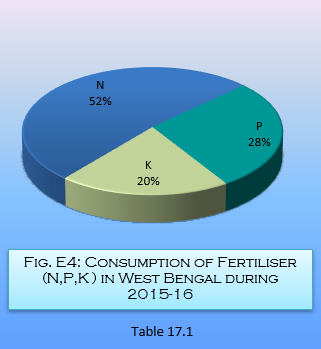 N
52%
P
28%
K
20%
Fig. E4: Consumption of Fertiliser
(N,P,K ) in West Bengal during
2015-16
Table 17.1